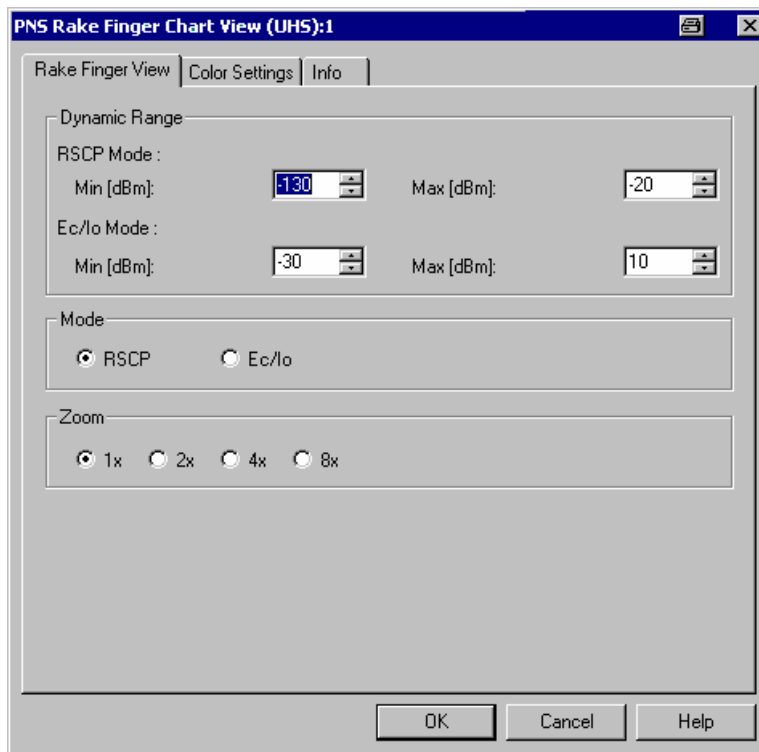 PNS Rake Finger Chart View (UHS):1
Rake Finger View Color Settings Info
Dynamic Range
RSCP Mode :
Min [dBm]: -130 Max [dBm]: -20
Ec/Io Mode :
Min [dBm]: -30 Max [dBm]: 10
Mode
RSCP Ec/Io
Zoom
1x 2x 4x 8x
OK Cancel Help